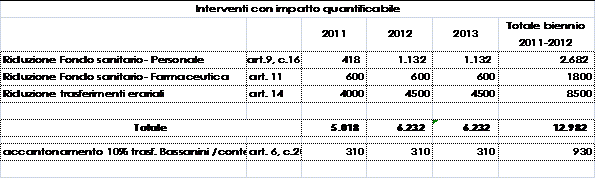 Interventi con impatto quantificabile
2011 2012 2013 Totale biennio 2011-2012
Riduzione Fondo sanitario- Personale art.9, c.16 418 1.132 1.132 2.682
Riduzione Fondo sanitario- Farmaceutica art. 11 600 600 600 1800
Riduzione trasferimenti erariali art. 14 4000 4500 4500 8500
Totale 5.018 6.232 6.232 12.982
accantonamento 10% trasf. Bassanini /conte art. 6, c.20 310 310 310 930